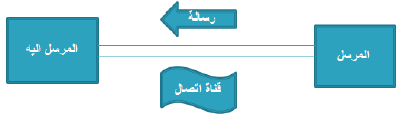 رسالة
المرسل
المرسل اليه
قناة اتصال